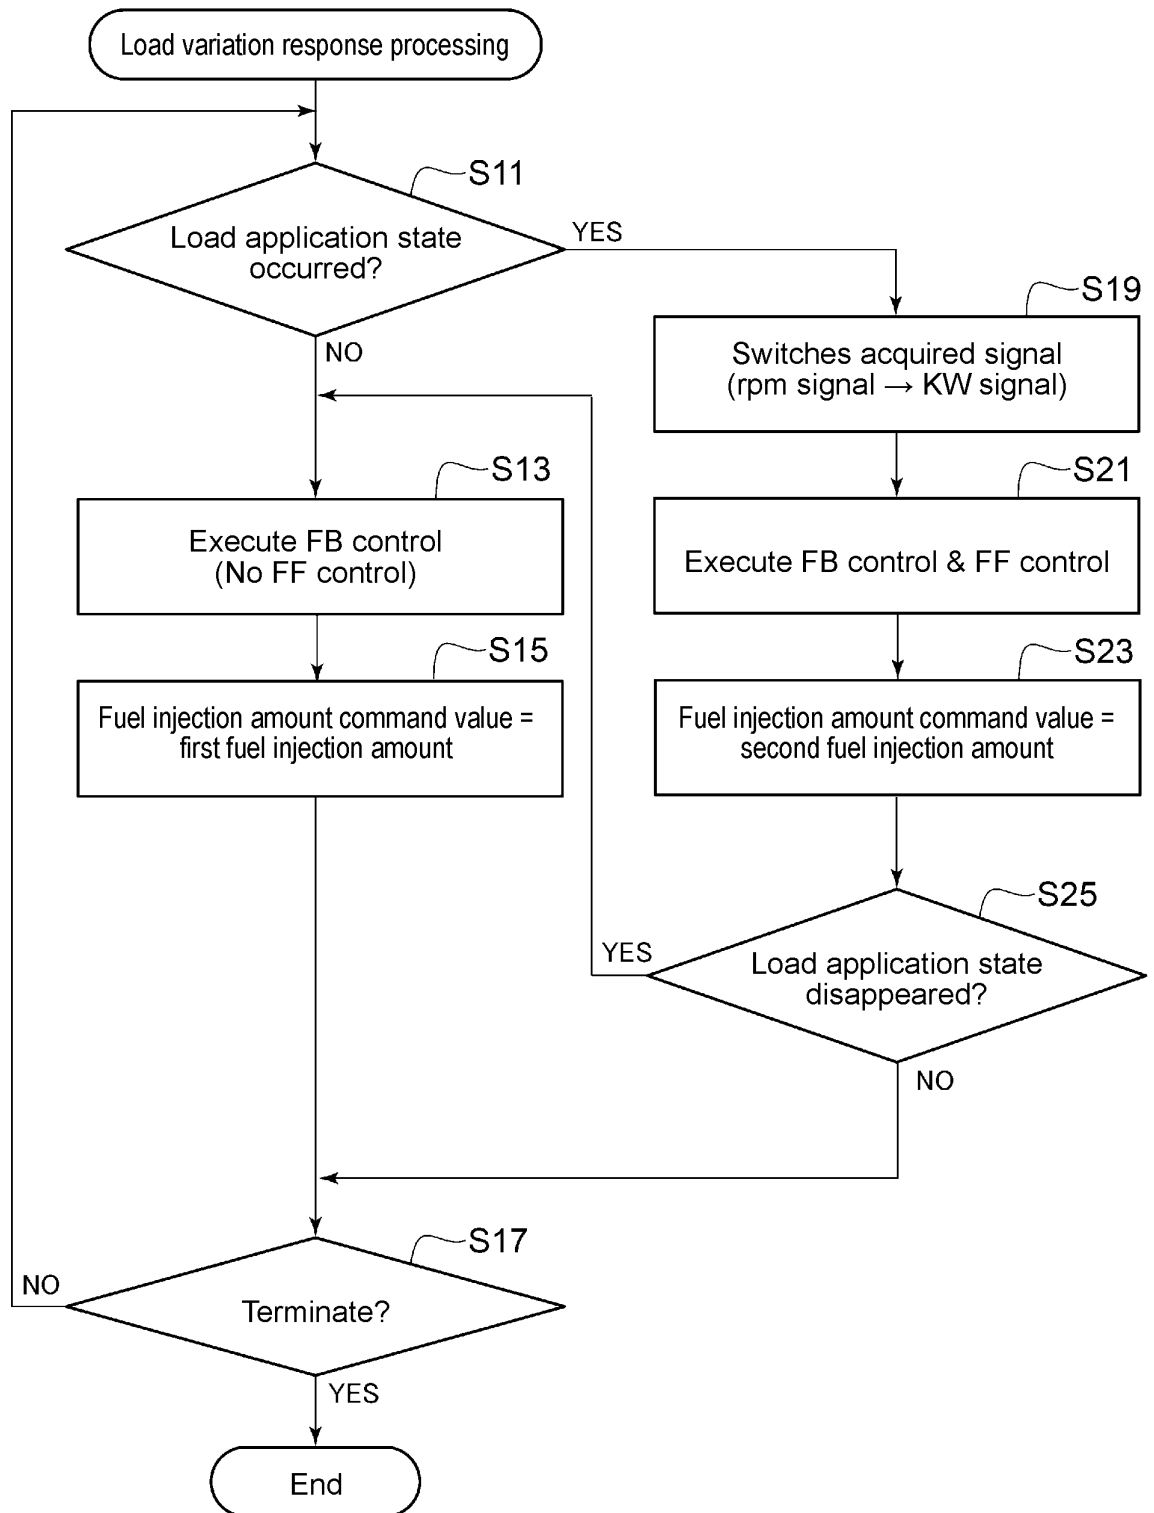 Load variation response processing
S11
Load application state
occurred?
YES
NO
S19
Switches acquired signal
(rpm signal → KW signal)
S13
Execute FB control
(No FF control)
S21
Execute FB control & FF control
S15
Fuel injection amount command value =
first fuel injection amount
S23
Fuel injection amount command value =
second fuel injection amount
S25
Load application state
disappeared?
YES
NO
S17
Terminate?
NO
YES
End